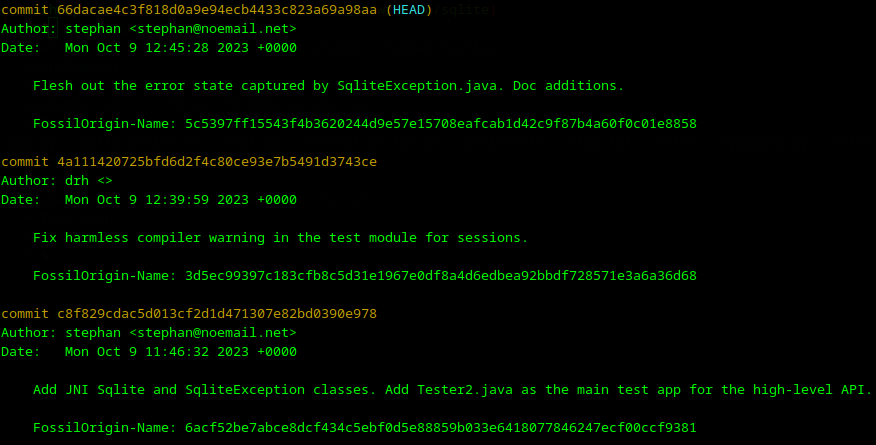 commit 66dacae4c3f818d0a9e94ecb4433c823a69a98aa (HEAD)
Author: stephan <stephan@noemail.net>
Date:   Mon Oct 9 12:45:28 2023 +0000
Flesh out the error state captured by SqliteException.java. Doc additions.
FossilOrigin-Name: 5c5397ff15543f4b3620244d9e57e15708eafcab1d42c9f87b4a60f0c01e8858
commit 4a111420725bfd6d2f4c80ce93e7b5491d3743ce
Author: drh <>
Date:   Mon Oct 9 12:39:59 2023 +0000
Fix harmless compiler warning in the test module for sessions.
FossilOrigin-Name: 3d5ec99397c183cfb8c5d31e1967e0df8a4d6edbea92bbdf728571e3a6a36d68
commit c8f829cdac5d013cf2d1d471307e82bd0390e978
Author: stephan <stephan@noemail.net>
Date:   Mon Oct 9 11:46:32 2023 +0000
Add JNI Sqlite and SqliteException classes. Add Tester2.java as the main test app for the high-level API.
FossilOrigin-Name: 6acf52be7abce8dcf434c5ebf0d5e88859b033e6418077846247ecf00ccf9381